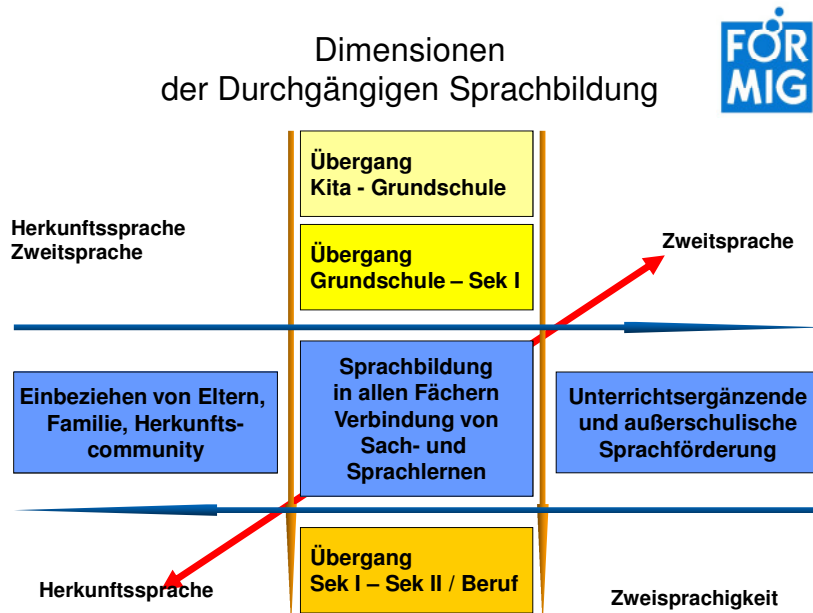 Dimensionen
der Durchgängigen Sprachbildung
FÖR
MIG
Übergang
Kita - Grundschule
Herkunftssprache
Zweitsprache
Übergang
Grundschule – Sek I
Zweitsprache
Einbeziehen von Eltern,
Familie, Herkunfts-
community
Sprachbildung
in allen Fächern
Verbindung von
Sach- und
Sprachlernen
Unterrichtsergänzende
und außerschulische
Sprachförderung
Herkunftssprache
Übergang
Sek I – Sek II / Beruf
Zweisprachigkeit